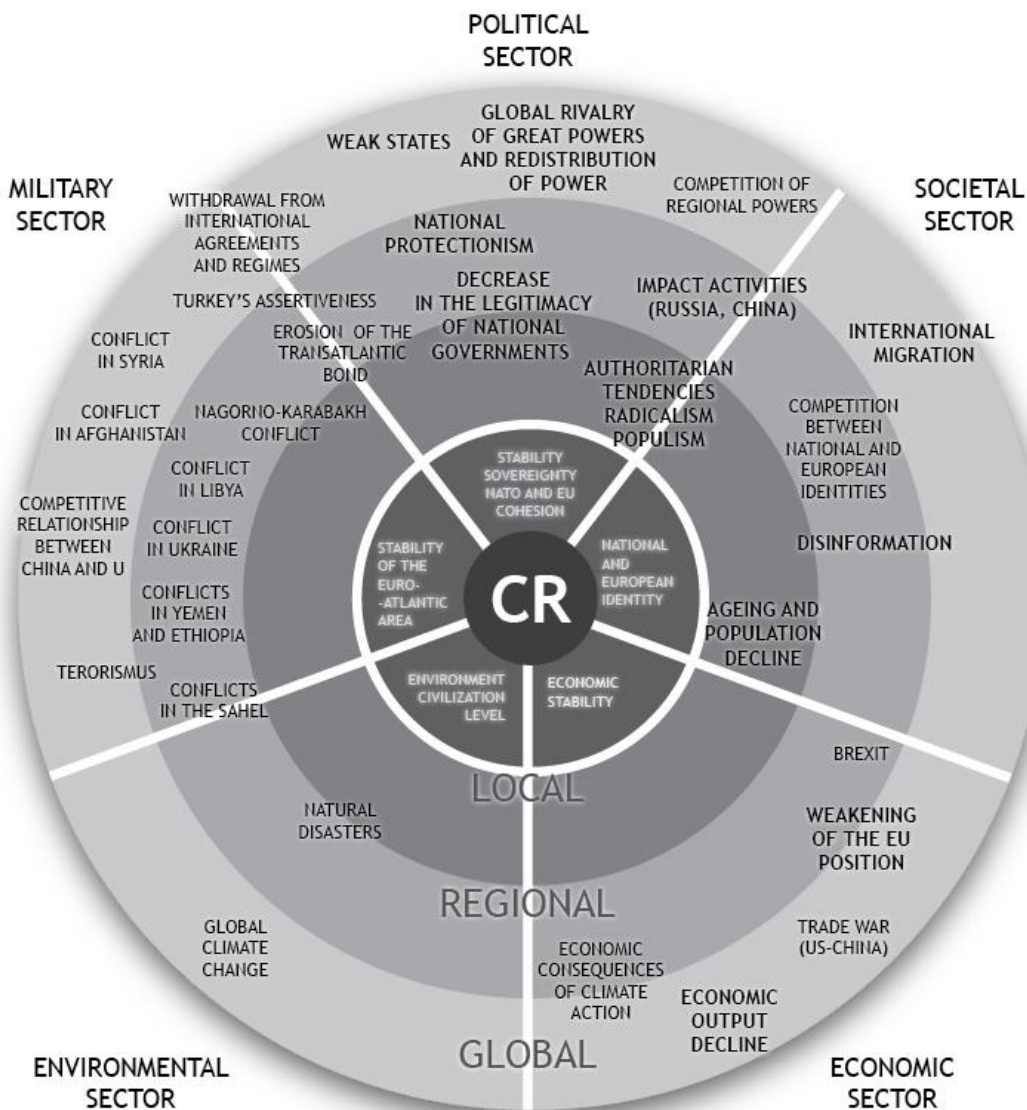 POLITICAL
SECTOR
MILITARY
SECTOR
SOCIETAL
SECTOR
WEAK STATES
GLOBAL RIVALRY
OF GREAT POWERS
AND REDISTRIBUTION
OF POWER
COMPETITION OF
REGIONAL POWERS
WITHDRAWAL FROM
INTERNATIONAL
AGREEMENTS
AND REGIMES
NATIONAL
PROTECTIONISM
TURKEY'S ASSERTIVENESS
DECREASE
IN THE LEGITIMACY
OF NATIONAL
GOVERNMENTS
IMPACT ACTIVITIES
(RUSSIA, CHINA)
EROSION OF THE
TRANSATLANTIC
BOND
AUTHORITARIAN
TENDENCIES
RADICALISM
POPULISM
CONFLICT
IN SYRIA
CONFLICT
IN AFGHANISTAN
NAGORNO-KARABAKH
CONFLICT
CONFLICT
IN LIBYA
COMPETITIVE
RELATIONSHIP
BETWEEN
CHINA AND U
CONFLICT
IN UKRAINE
CONFLICTS
IN YEMEN
AND ETHIOPIA
TERORISMUS
CONFLICTS
IN THE SAHEL
INTERNATIONAL
MIGRATION
COMPETITION
BETWEEN
NATIONAL AND
EUROPEAN
IDENTITIES
DISINFORMATION
AGEING AND
POPULATION
DECLINE
STABILITY
SOVEREIGNTY
NATO AND EU
COHESION
STABILITY
OF THE
EURO-
-ATLANTIC
AREA
CR
NATIONAL
AND
EUROPEAN
IDENTITY
ENVIRONMENT
CIVILIZATION
LEVEL
ECONOMIC
STABILITY
LOCAL
REGIONAL
GLOBAL
NATURAL
DISASTERS
GLOBAL
CLIMATE
CHANGE
BREXIT
WEAKENING
OF THE EU
POSITION
TRADE WAR
(US-CHINA)
ECONOMIC
CONSEQUENCES
OF CLIMATE
ACTION
ECONOMIC
OUTPUT
DECLINE
ENVIRONMENTAL
SECTOR
ECONOMIC
SECTOR